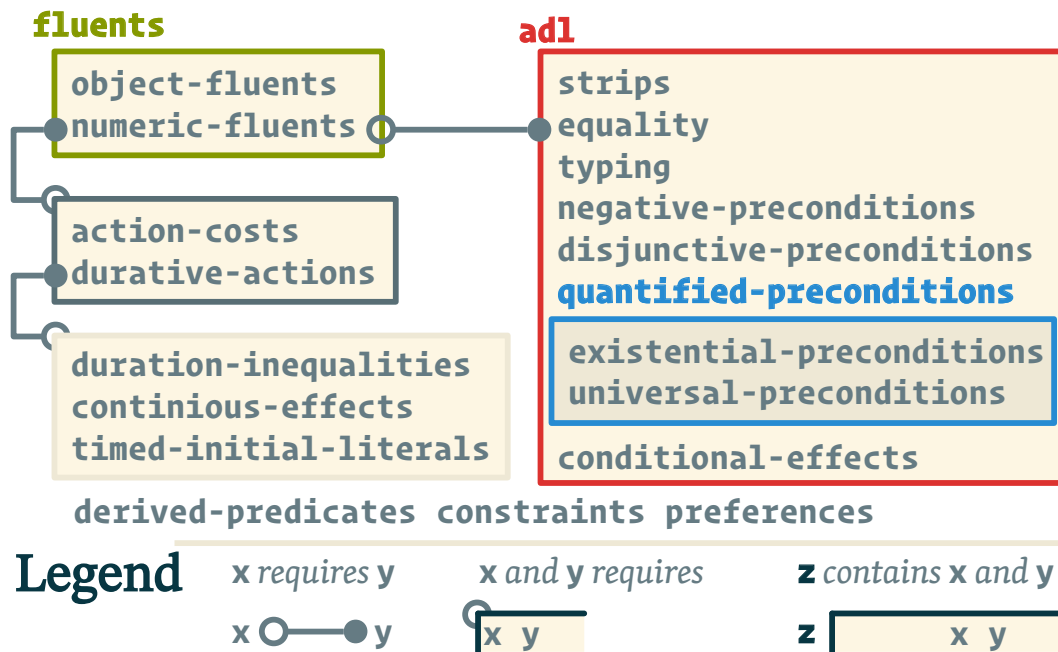 fluents
object-fluents
numeric-fluents
action-costs
durative-actions
duration-inequalities
continious-effects
timed-initial-literals
adl
strips
equality
typing
negative-preconditions
disjunctive-preconditions
quantified-preconditions
existential-preconditions
universal-preconditions
conditional-effects
derived-predicates constraints preferences
Legend
x requires y
x y
x and y requires
x y
z contains x and y
z x y